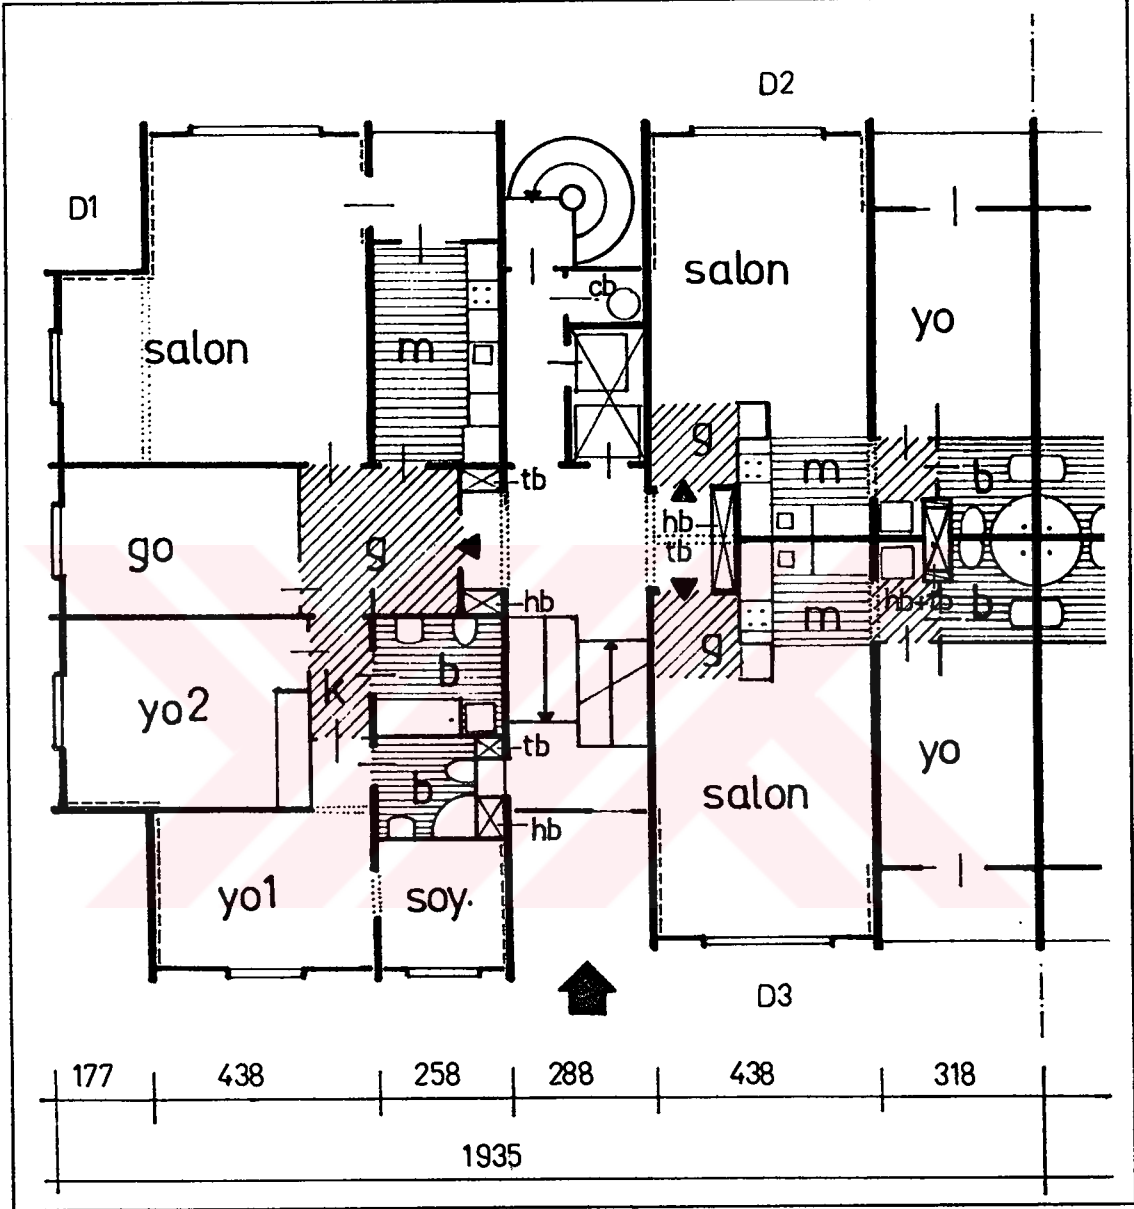 D2
D1
salon
cb
salon
yo
m
g
m
b
tb
hb
tb
go
g
hb
hb+tb
b
m
g
b
yo2
k
tb
yo
b
salon
hb
yo1
soy.
D3
177 438 258 288 438 318
1935